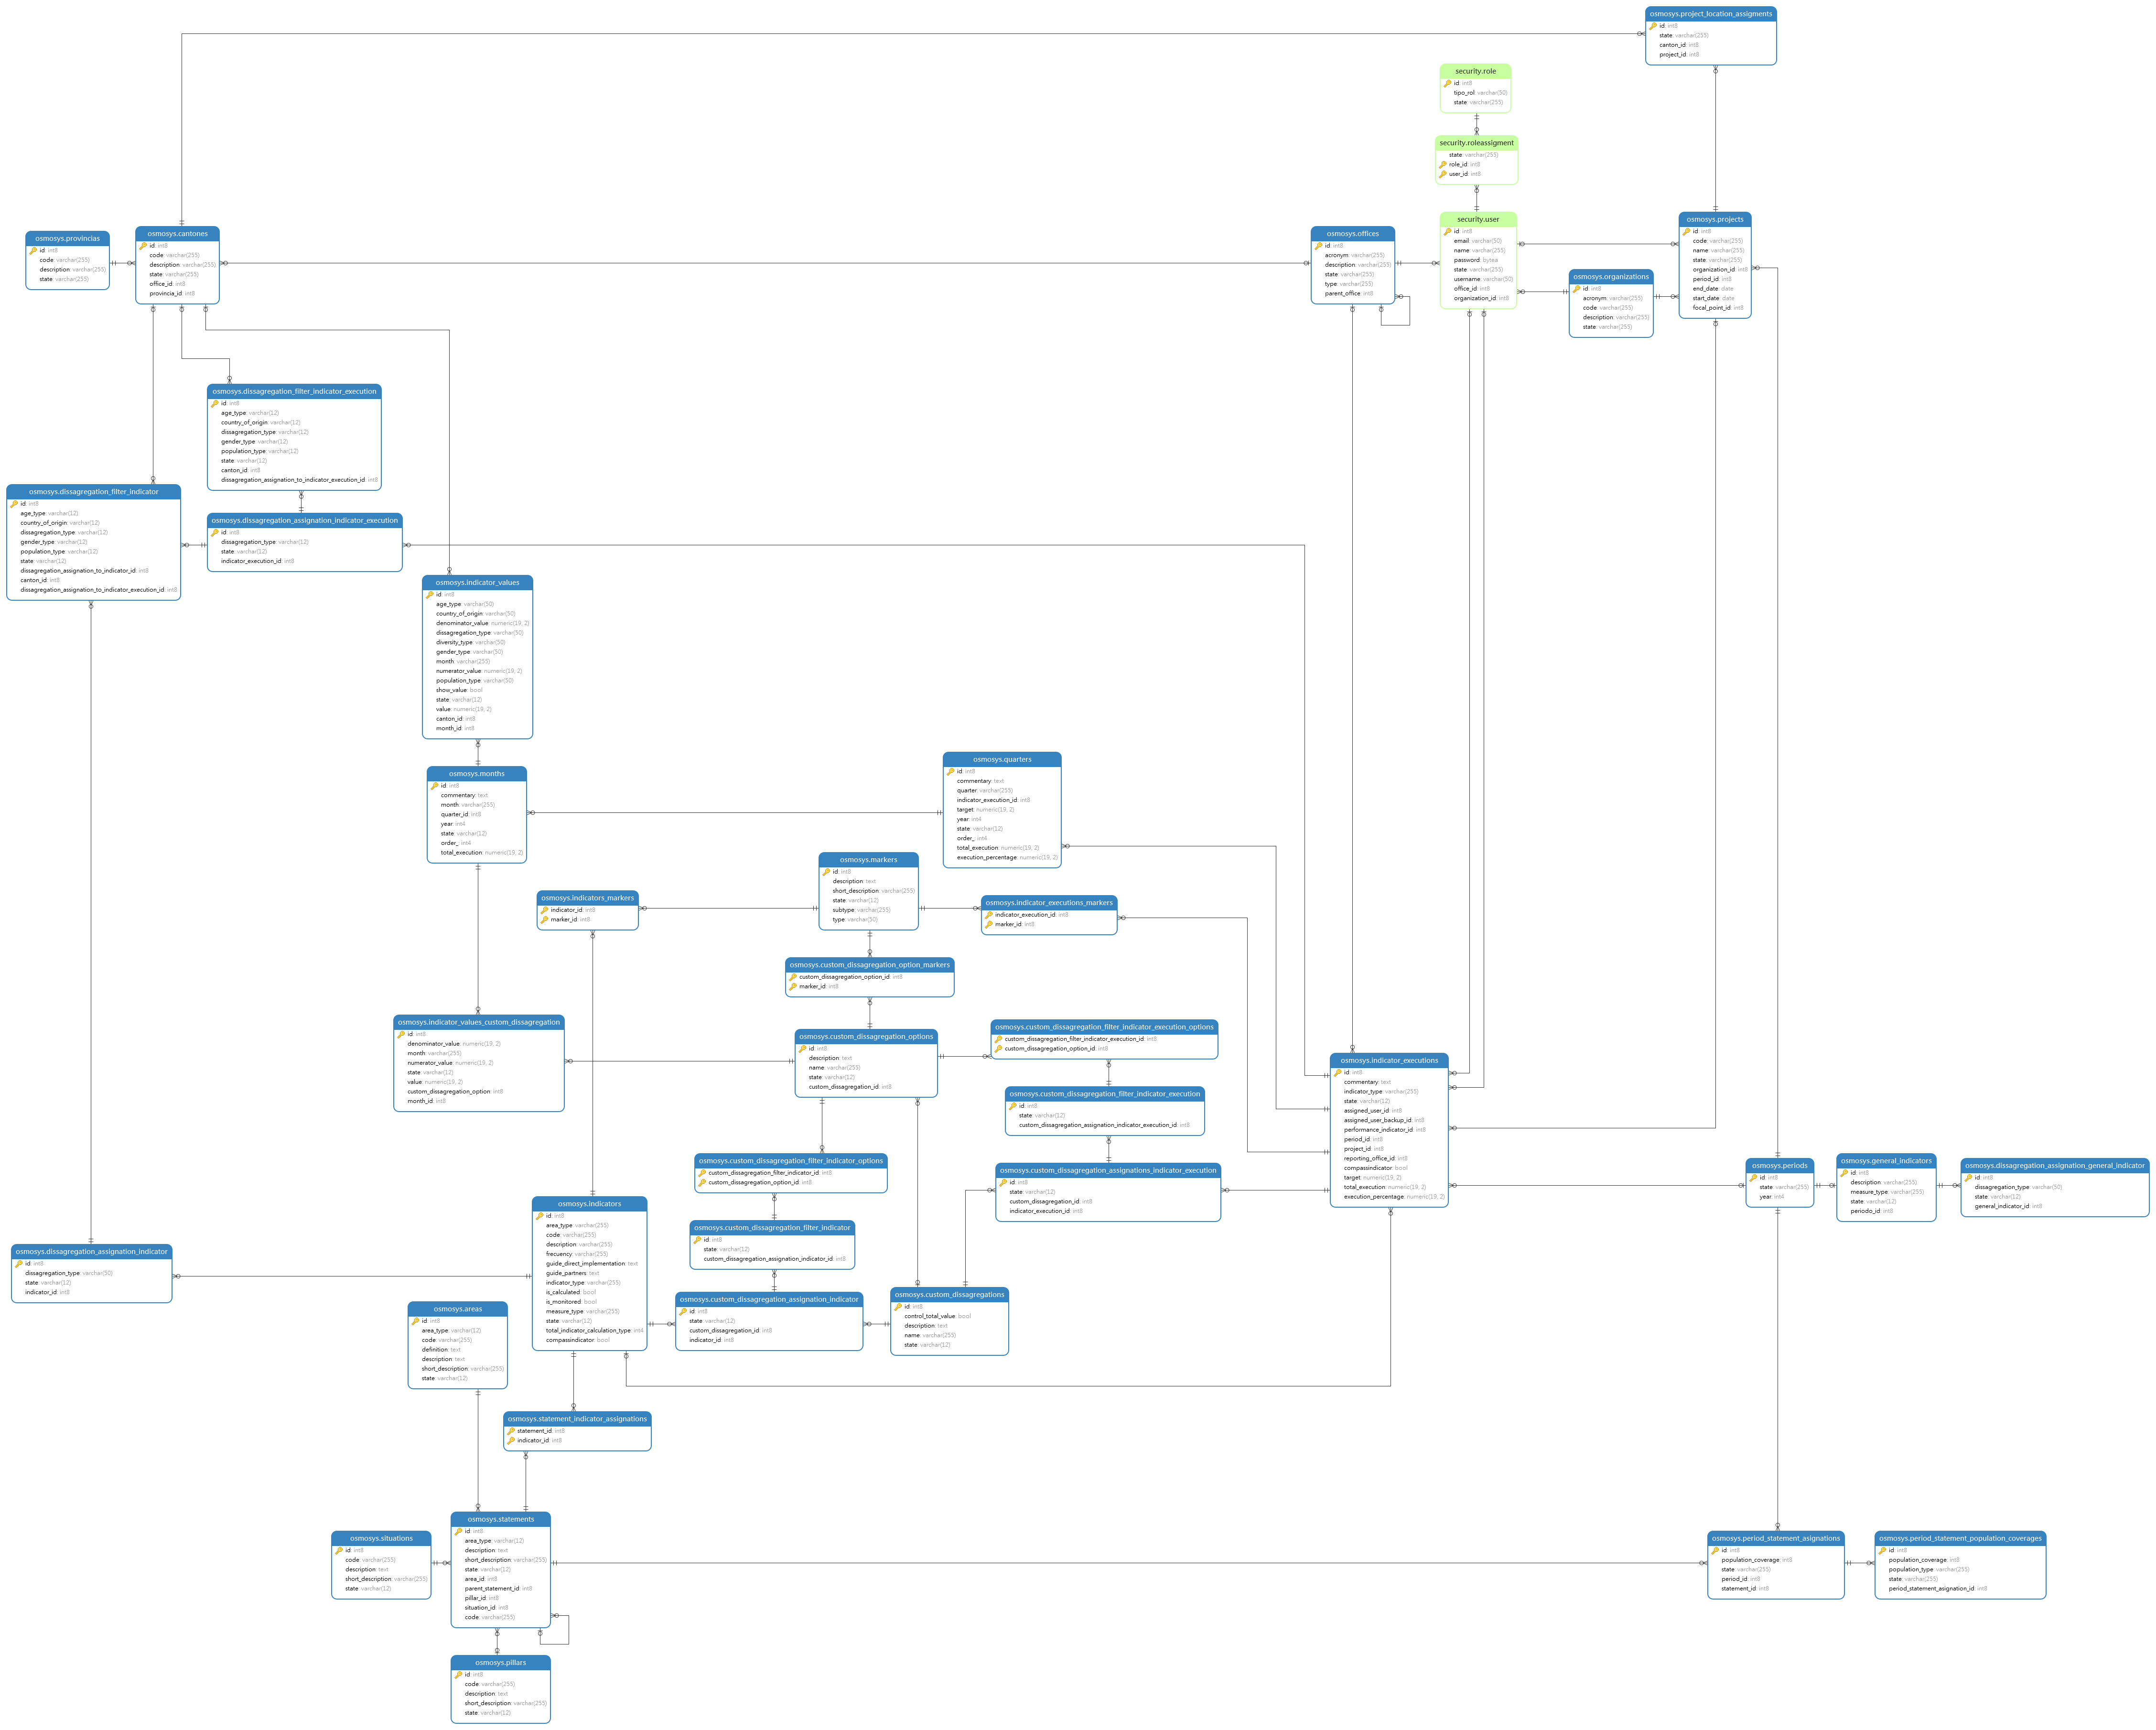 osmosys.project_location_assigments
id: int8
state: varchar(255)
canton_id: int8
project_id: int8
security.role
id: int8
tipo_rol: varchar(50)
state: varchar(255)
security.roleassigment
state: varchar(255)
role_id: int8
user_id: int8
osmosys.provincias
id: int8
code: varchar(255)
description: varchar(255)
state: varchar(255)
osmosys.cantones
id: int8
code: varchar(255)
description: varchar(255)
state: varchar(255)
office_id: int8
provincia_id: int8
osmosys.offices
id: int8
acronym: varchar(255)
description: varchar(255)
state: varchar(255)
type: varchar(255)
parent_office: int8
security.user
id: int8
email: varchar(50)
name: varchar(255)
password: bytea
state: varchar(255)
username: varchar(50)
office_id: int8
organization_id: int8
osmosys.organizations
id: int8
acronym: varchar(255)
code: varchar(255)
description: varchar(255)
state: varchar(255)
osmosys.projects
id: int8
code: varchar(255)
name: varchar(255)
state: varchar(255)
organization_id: int8
period_id: int8
end_date: date
start_date: date
focal_point_id: int8
osmosys.dissagregation_filter_indicator_execution
id: int8
age_type: varchar(12)
country_of_origin: varchar(12)
dissagregation_type: varchar(12)
gender_type: varchar(12)
population_type: varchar(12)
state: varchar(12)
canton_id: int8
dissagregation_assignation_to_indicator_execution_id: int8
osmosys.dissagregation_filter_indicator
id: int8
age_type: varchar(12)
country_of_origin: varchar(12)
dissagregation_type: varchar(12)
gender_type: varchar(12)
population_type: varchar(12)
state: varchar(12)
dissagregation_assignation_to_indicator_id: int8
canton_id: int8
dissagregation_assignation_to_indicator_execution_id: int8
osmosys.dissagregation_assignation_indicator_execution
id: int8
dissagregation_type: varchar(12)
state: varchar(12)
indicator_execution_id: int8
osmosys.indicator_values
id: int8
age_type: varchar(50)
country_of_origin: varchar(50)
denominator_value: numeric(19, 2)
dissagregation_type: varchar(50)
diversity_type: varchar(50)
gender_type: varchar(50)
month: varchar(255)
numerator_value: numeric(19, 2)
population_type: varchar(50)
show_value: bool
state: varchar(12)
value: numeric(19, 2)
canton_id: int8
month_id: int8
osmosys.months
id: int8
commentary: text
month: varchar(255)
quarter_id: int8
year: int4
state: varchar(12)
order_: int4
total_execution: numeric(19, 2)
osmosys.quarters
id: int8
commentary: text
quarter: varchar(255)
indicator_execution_id: int8
target: numeric(19, 2)
year: int4
state: varchar(12)
order_: int4
total_execution: numeric(19, 2)
execution_percentage: numeric(19, 2)
osmosys.markers
id: int8
description: text
short_description: varchar(255)
state: varchar(12)
subtype: varchar(255)
type: varchar(50)
osmosys.indicators_markers
indicator_id: int8
marker_id: int8
osmosys.indicator_executions_markers
indicator_execution_id: int8
marker_id: int8
osmosys.custom_dissagregation_option_markers
custom_dissagregation_option_id: int8
marker_id: int8
osmosys.indicator_values_custom_dissagregation
id: int8
denominator_value: numeric(19, 2)
month: varchar(255)
numerator_value: numeric(19, 2)
state: varchar(12)
value: numeric(19, 2)
custom_dissagregation_option: int8
month_id: int8
osmosys.custom_dissagregation_options
id: int8
description: text
name: varchar(255)
state: varchar(12)
custom_dissagregation_id: int8
osmosys.custom_dissagregation_filter_indicator_execution_options
custom_dissagregation_filter_indicator_execution_id: int8
custom_dissagregation_option_id: int8
osmosys.custom_dissagregation_filter_indicator_execution
id: int8
state: varchar(12)
custom_dissagregation_assignation_indicator_execution_id: int8
osmosys.indicator_executions
id: int8
commentary: text
indicator_type: varchar(255)
state: varchar(12)
assigned_user_id: int8
assigned_user_backup_id: int8
performance_indicator_id: int8
period_id: int8
project_id: int8
reporting_office_id: int8
compassindicator: bool
target: numeric(19, 2)
total_execution: numeric(19, 2)
execution_percentage: numeric(19, 2)
osmosys.custom_dissagregation_filter_indicator_options
custom_dissagregation_filter_indicator_id: int8
custom_dissagregation_option_id: int8
osmosys.custom_dissagregation_assignations_indicator_execution
id: int8
state: varchar(12)
custom_dissagregation_id: int8
indicator_execution_id: int8
osmosys.periods
id: int8
state: varchar(255)
year: int4
osmosys.general_indicators
id: int8
description: varchar(255)
measure_type: varchar(255)
state: varchar(12)
periodo_id: int8
osmosys.dissagregation_assignation_general_indicator
id: int8
dissagregation_type: varchar(50)
state: varchar(12)
general_indicator_id: int8
osmosys.indicators
id: int8
area_type: varchar(255)
code: varchar(255)
description: varchar(255)
frecuency: varchar(255)
guide_direct_implementation: text
guide_partners: text
indicator_type: varchar(255)
is_calculated: bool
is_monitored: bool
measure_type: varchar(255)
state: varchar(12)
total_indicator_calculation_type: int4
compassindicator: bool
osmosys.custom_dissagregation_filter_indicator
id: int8
state: varchar(12)
custom_dissagregation_assignation_indicator_id: int8
osmosys.dissagregation_assignation_indicator
id: int8
dissagregation_type: varchar(50)
state: varchar(12)
indicator_id: int8
osmosys.custom_dissagregation_assignation_indicator
id: int8
state: varchar(12)
custom_dissagregation_id: int8
indicator_id: int8
osmosys.custom_dissagregations
id: int8
control_total_value: bool
description: text
name: varchar(255)
state: varchar(12)
osmosys.areas
id: int8
area_type: varchar(12)
code: varchar(255)
definition: text
description: text
short_description: varchar(255)
state: varchar(12)
osmosys.statement_indicator_assignations
statement_id: int8
indicator_id: int8
osmosys.situations
id: int8
code: varchar(255)
description: text
short_description: varchar(255)
state: varchar(12)
osmosys.statements
id: int8
area_type: varchar(12)
description: text
short_description: varchar(255)
state: varchar(12)
area_id: int8
parent_statement_id: int8
pillar_id: int8
situation_id: int8
code: varchar(255)
osmosys.period_statement_asignations
id: int8
population_coverage: int8
state: varchar(255)
period_id: int8
statement_id: int8
osmosys.period_statement_population_coverages
id: int8
population_coverage: int8
population_type: varchar(255)
state: varchar(255)
period_statement_asignation_id: int8
osmosys.pillars
id: int8
code: varchar(255)
description: text
short_description: varchar(255)
state: varchar(12)